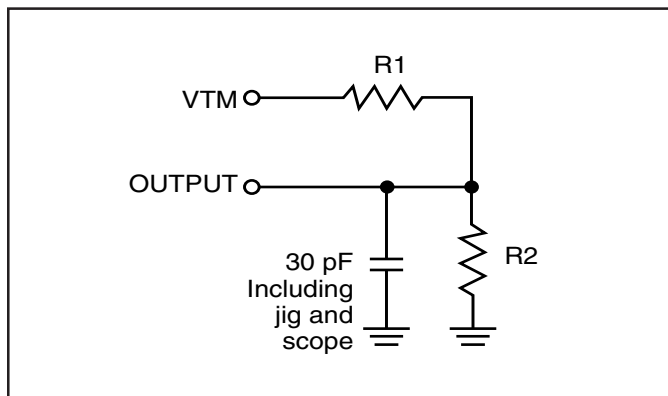 R1
VTM
OUTPUT
R2
30 pF
Including
jig and
scope